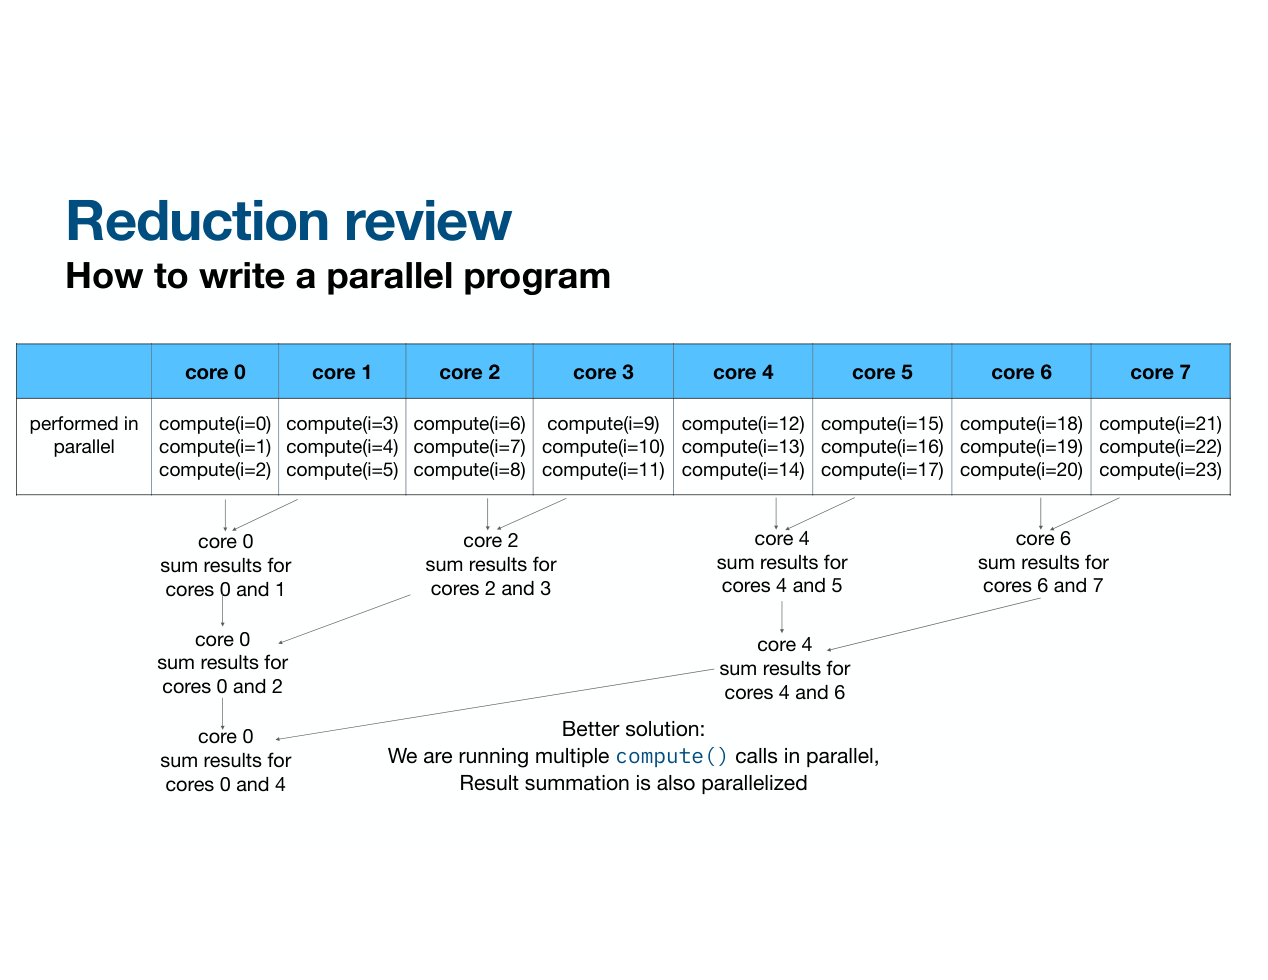 Reduction review
How to write a parallel program
core 0 core 1 core 2 core 3 core 4 core 5 core 6 core 7
performed in compute(i=0) compute(i=3) compute(i=6) compute(i=9) compute(i=12) compute(i=15) compute(i=18) compute(i=21)
parallel compute(i=1) compute(i=4) compute(i=7) compute(i=10) compute(i=13) compute(i=16) compute(i=19) compute(i=22)
compute(i=2) compute(i=5) compute(i=8) compute(i=11) compute(i=14) compute(i=17) compute(i=20) compute(i=23)
core 0 core 2 core 4 core 6
sum results for sum results for sum results for sum results for
cores 0 and 1 cores 2 and 3 cores 4 and 5 cores 6 and 7
core 0 core 4
sum results for sum results for
cores 0 and 2 cores 4 and 6
core 0
sum results for
cores 0 and 4
Better solution:
We are running multiple compute() calls in parallel,
Result summation is also parallelized